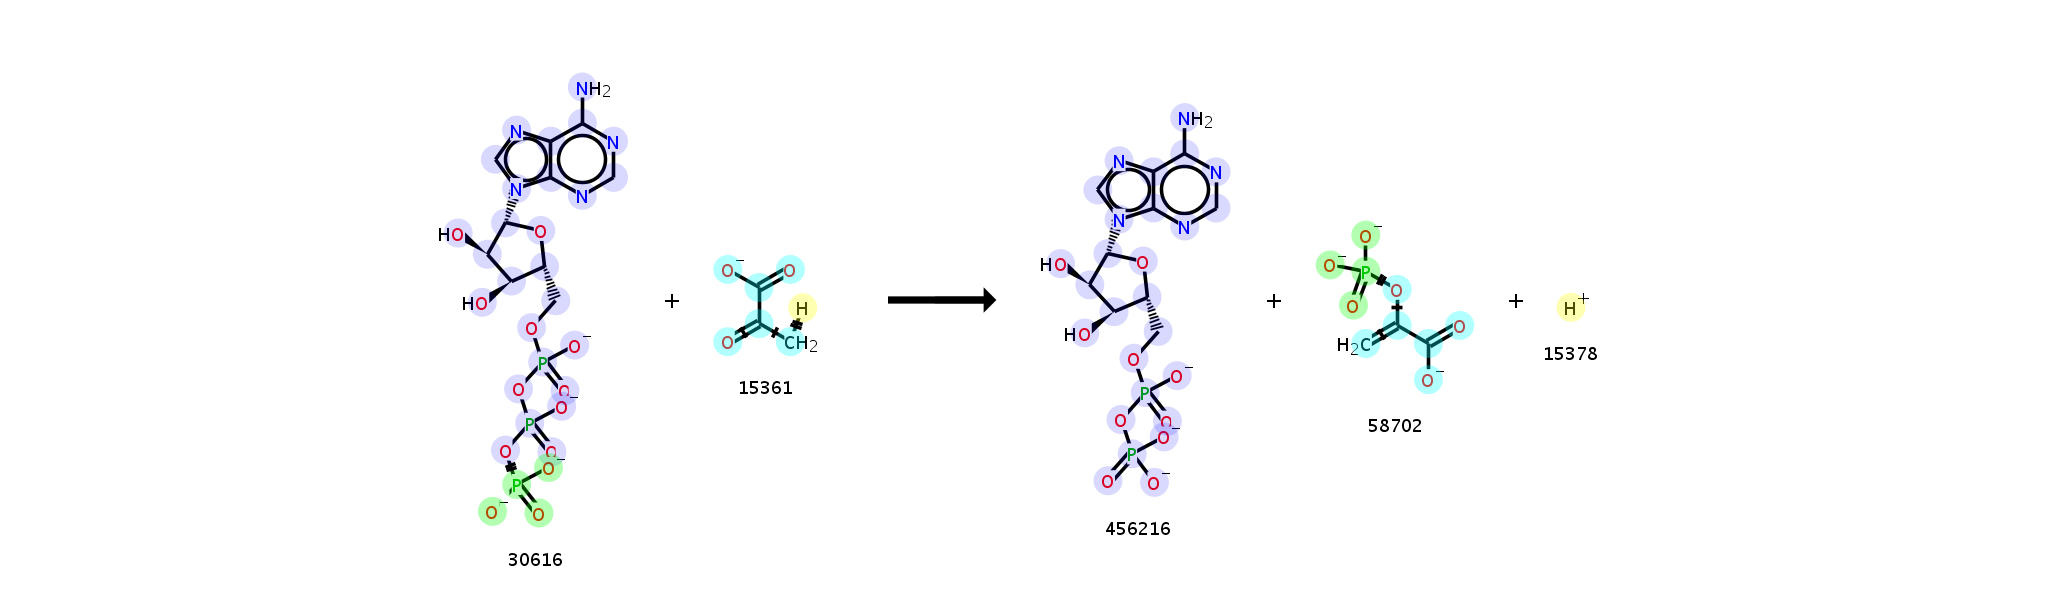 NH2
N
N
N
N
HO
O
HO
O
O-
P
O
O
O-
P
O
O
O-
P
O-
O
30616
+
O-
O
H
O
CH2
15361
NH2
N
N
N
N
HO
O
HO
O
O-
P
O
O
O-
P
O
O-
456216
+
O-
O-
P
O
O
H2C
O
O-
58702
+
H+
15378